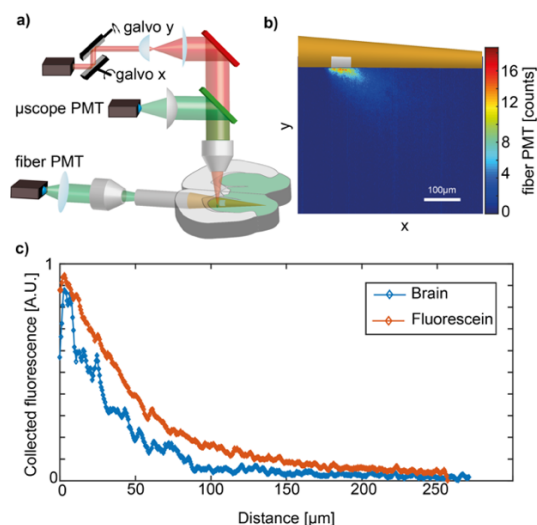 a)
galvo y
galvo x
μscope PMT
fiber PMT
b)
y
x
100μm
16
12
8
4
0
fiber PMT [counts]
c)
Collected fluorescence [A.U.]
1
0
Brain
Fluorescein
0 50 100 150 200 250
Distance [μm]